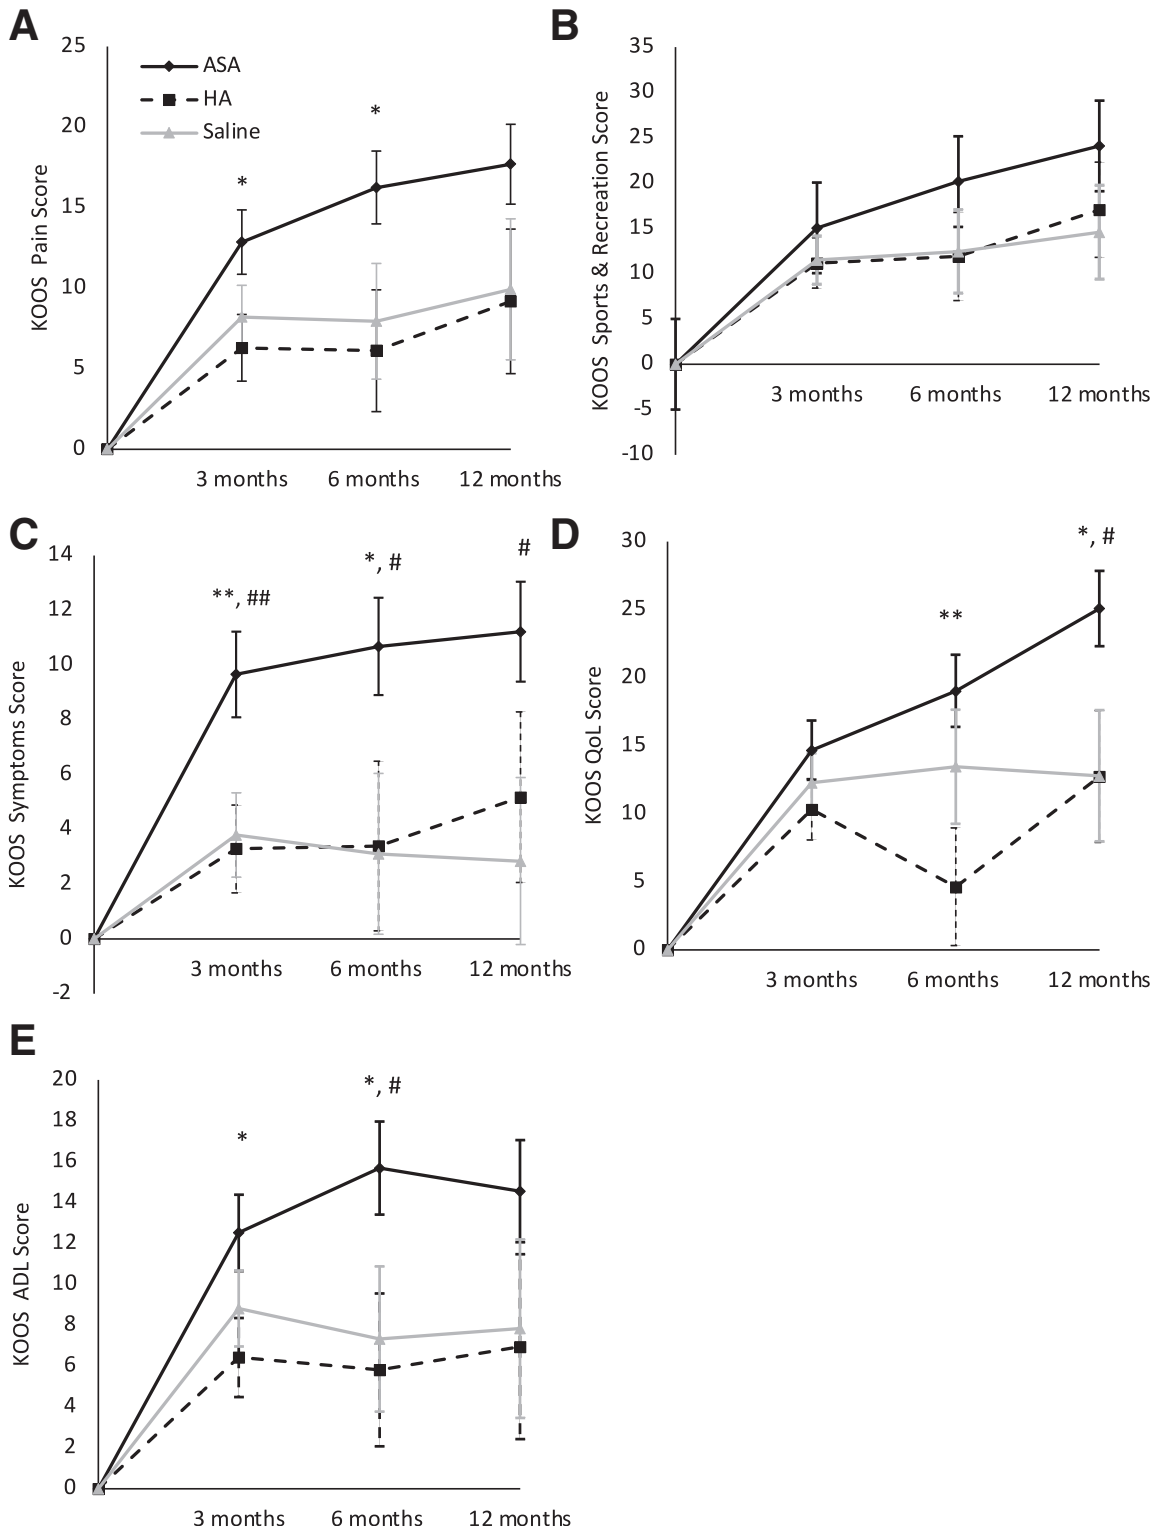 A
KOOS Pain Score
25
20
15
10
5
0
ASA
HA
Saline
*
*
3 months
6 months
12 months
B
KOOS Sports & Recreation Score
35
30
25
20
15
10
5
0
-5
-10
3 months
6 months
12 months
C
KOOS Symptoms Score
14
12
10
8
6
4
2
0
-2
**, ##
*, #
#
3 months
6 months
12 months
D
KOOS QoL Score
30
25
20
15
10
5
0
**
*, #
3 months
6 months
12 months
E
KOOS ADL Score
20
18
16
14
12
10
8
6
4
2
0
*
*, #
3 months
6 months
12 months